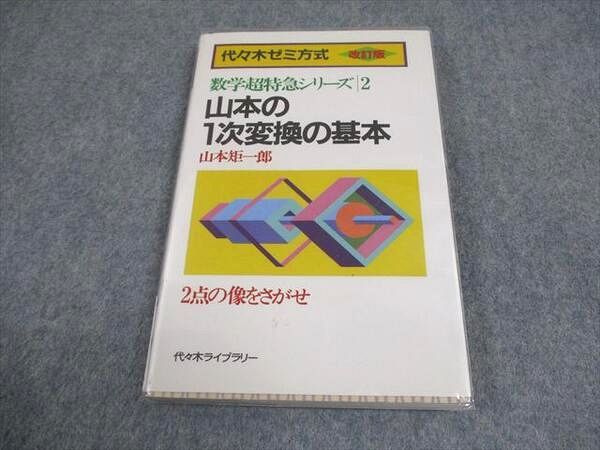 代々木ゼミ方式 改訂版
数学超特急シリーズ|2
山本の
1次変換の基本
山本矩一郎
2点の像をさがせ
代々木ライブラリー